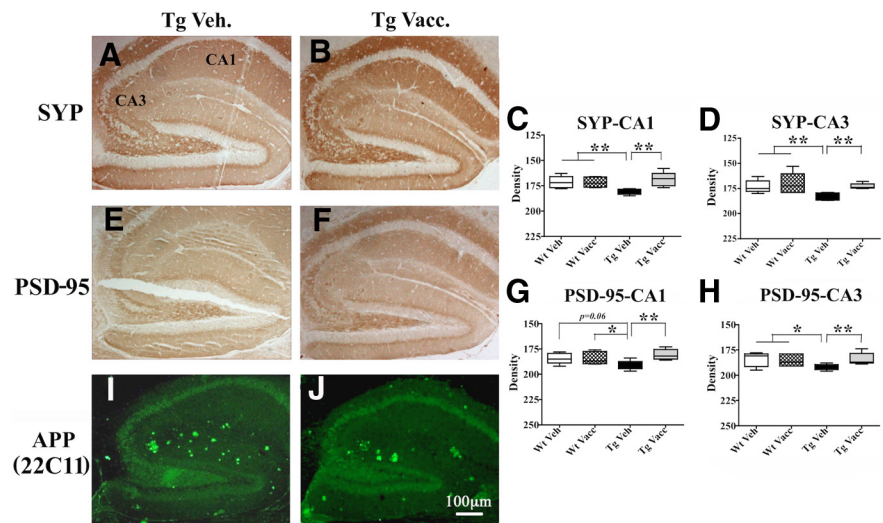 Tg Veh. Tg Vacc.
A
CA1
CA3
B
SYP
C SYP-CA1
** **
125
150
175
200
225
Density
Wt Veh Wt Vacc Tg Veh Tg Vacc
D SYP-CA3
** **
125
150
175
200
225
Density
Wt Veh Wt Vacc Tg Veh Tg Vacc
E
F
PSD-95
G PSD-95-CA1
p=0.06
* **
150
175
200
225
250
Density
Wt Veh Wt Vacc Tg Veh Tg Vacc
H PSD-95-CA3
* **
150
175
200
225
250
Density
Wt Veh Wt Vacc Tg Veh Tg Vacc
I
J
APP
(22C11)
100μm